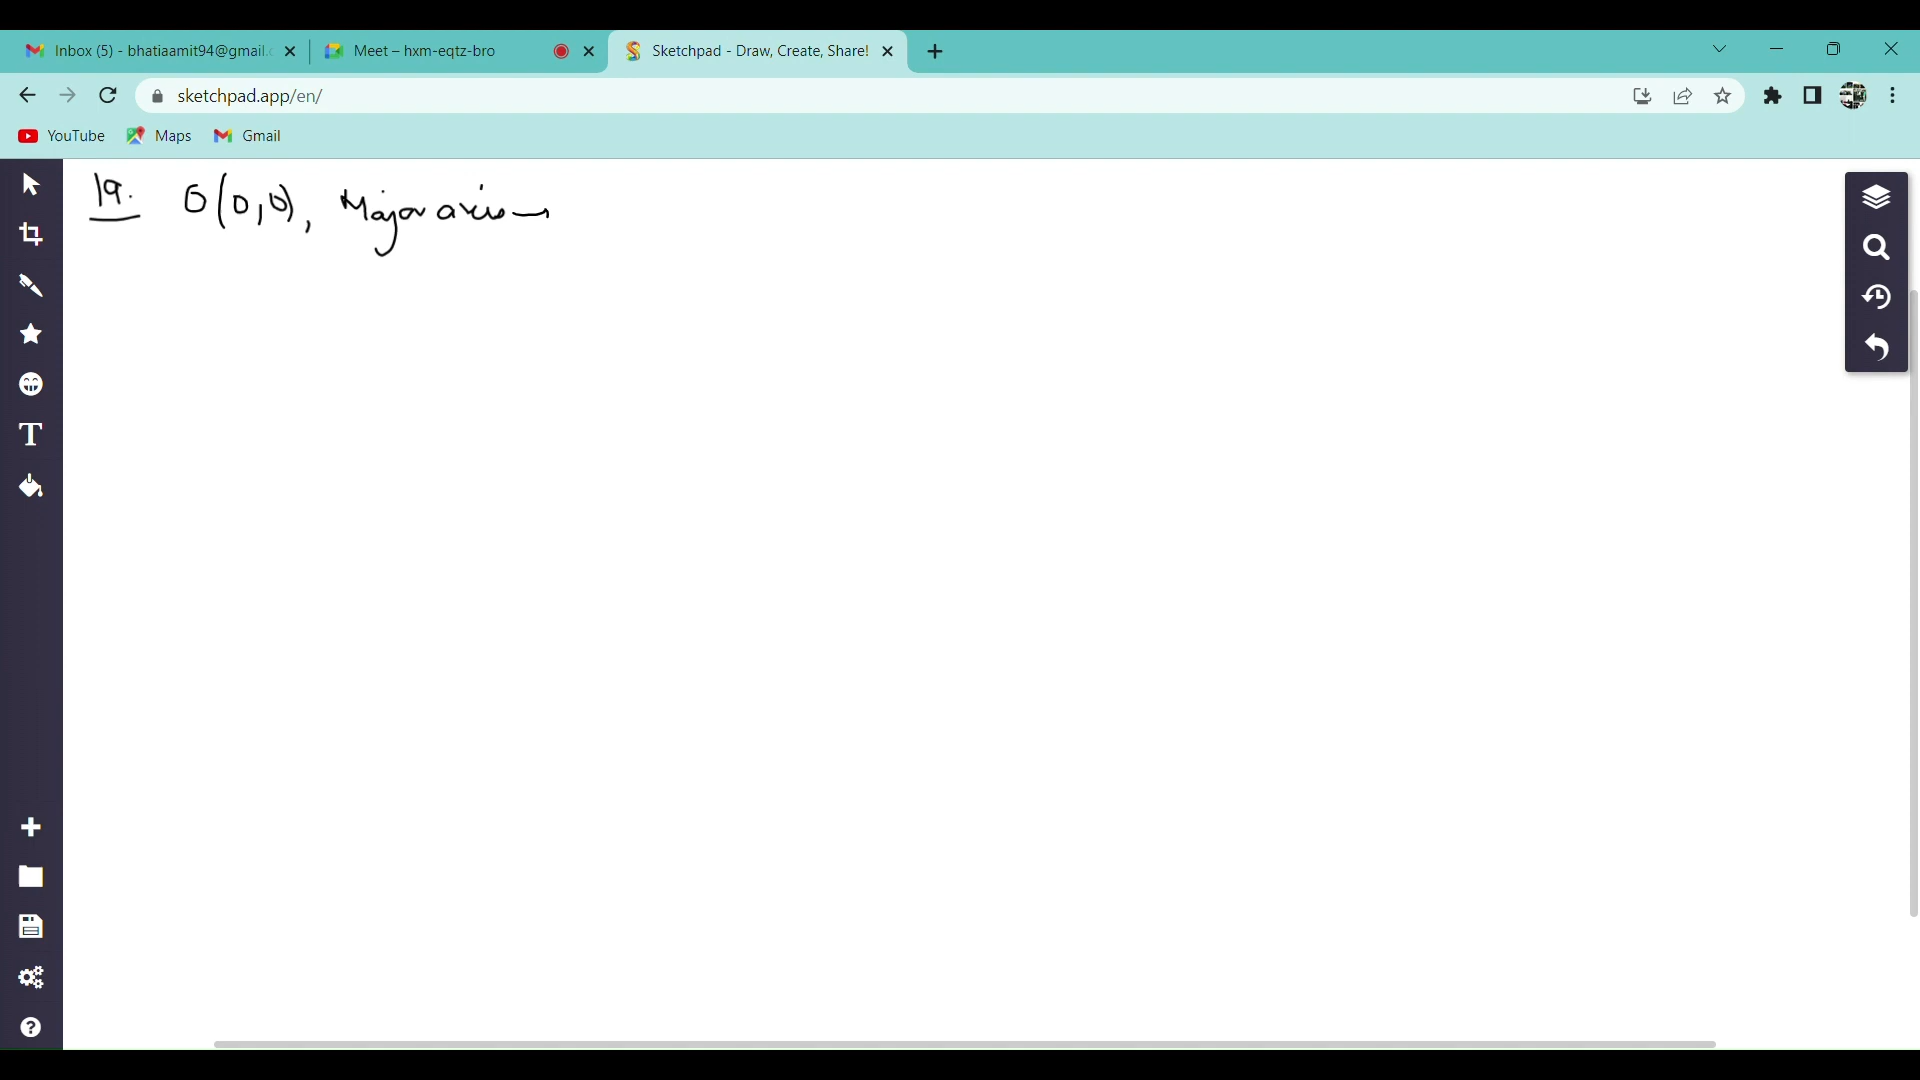 Inbox (5) - bhatiaamit94@gmail.c
Meet – hxm-eqtz-bro
Sketchpad - Draw, Create, Share!
sketchpad.app/en/
YouTube
Maps
Gmail
19. O(0,0), Major axis →